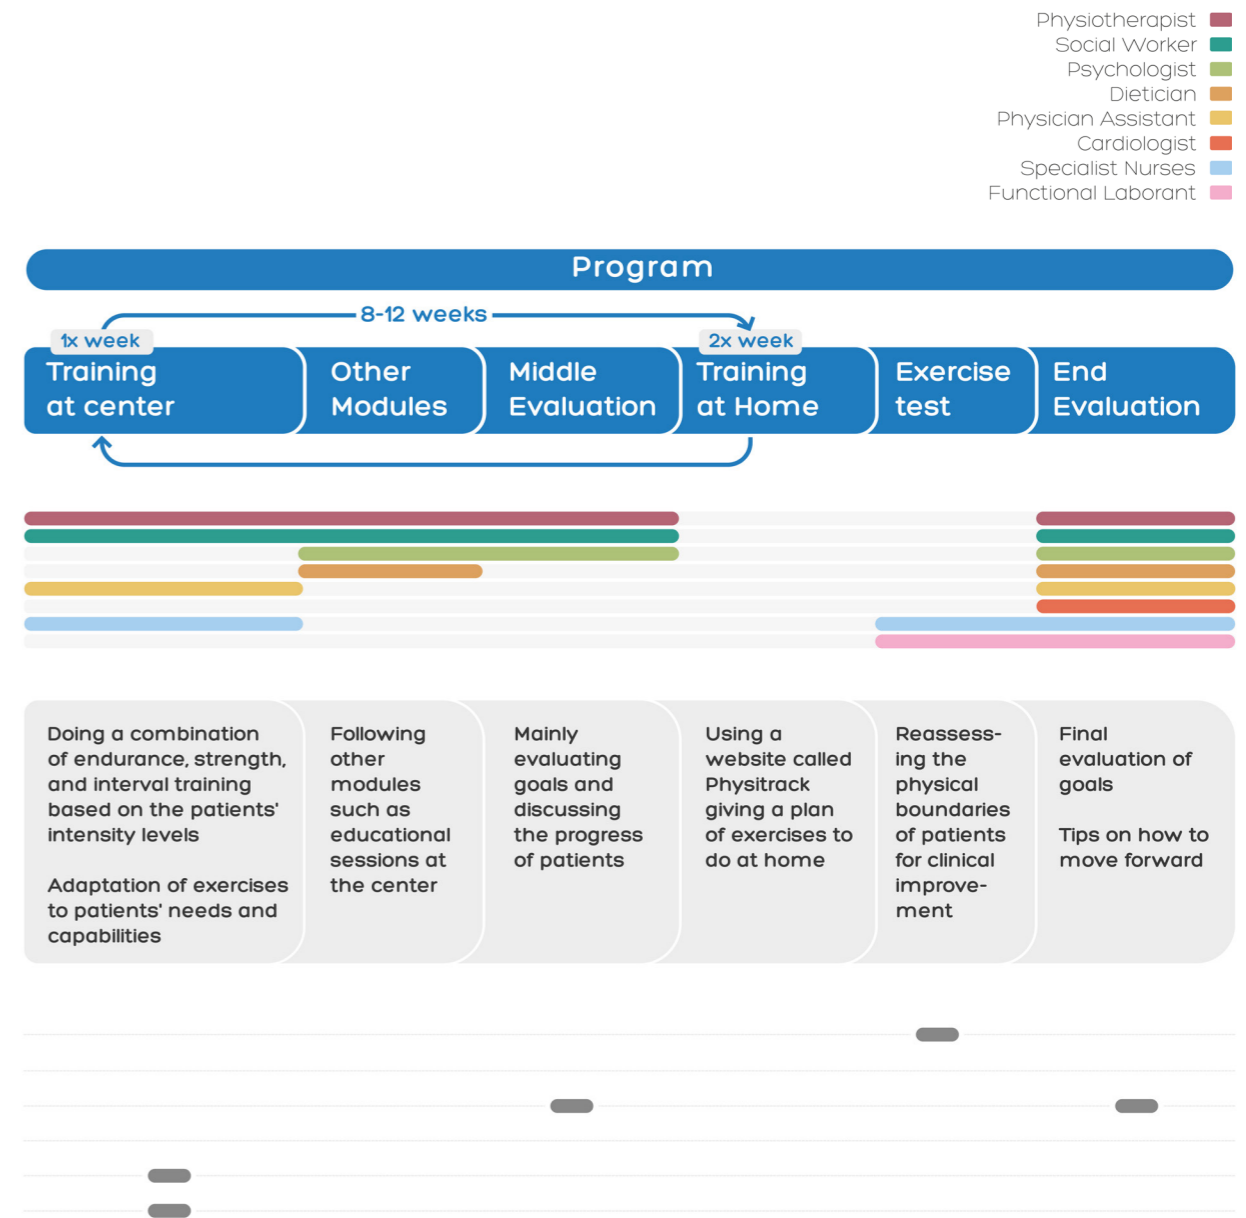 Physiotherapist
Social Worker
Psychologist
Dietician
Physician Assistant
Cardiologist
Specialist Nurses
Functional Laborant
Program
8-12 weeks
1x week
2x week
Training
at center
Other
Modules
Middle
Evaluation
Training
at Home
Exercise
test
End
Evaluation
Doing a combination
of endurance, strength,
and interval training
based on the patients'
intensity levels
Adaptation of exercises
to patients' needs and
capabilities
Following
other
modules
such as
educational
sessions at
the center
Mainly
evaluating
goals and
discussing
the progress
of patients
Using a
website called
Physitrack
giving a plan
of exercises to
do at home
Reassess-
ing the
physical
boundaries
of patients
for clinical
improve-
ment
Final
evaluation of
goals
Tips on how to
move forward